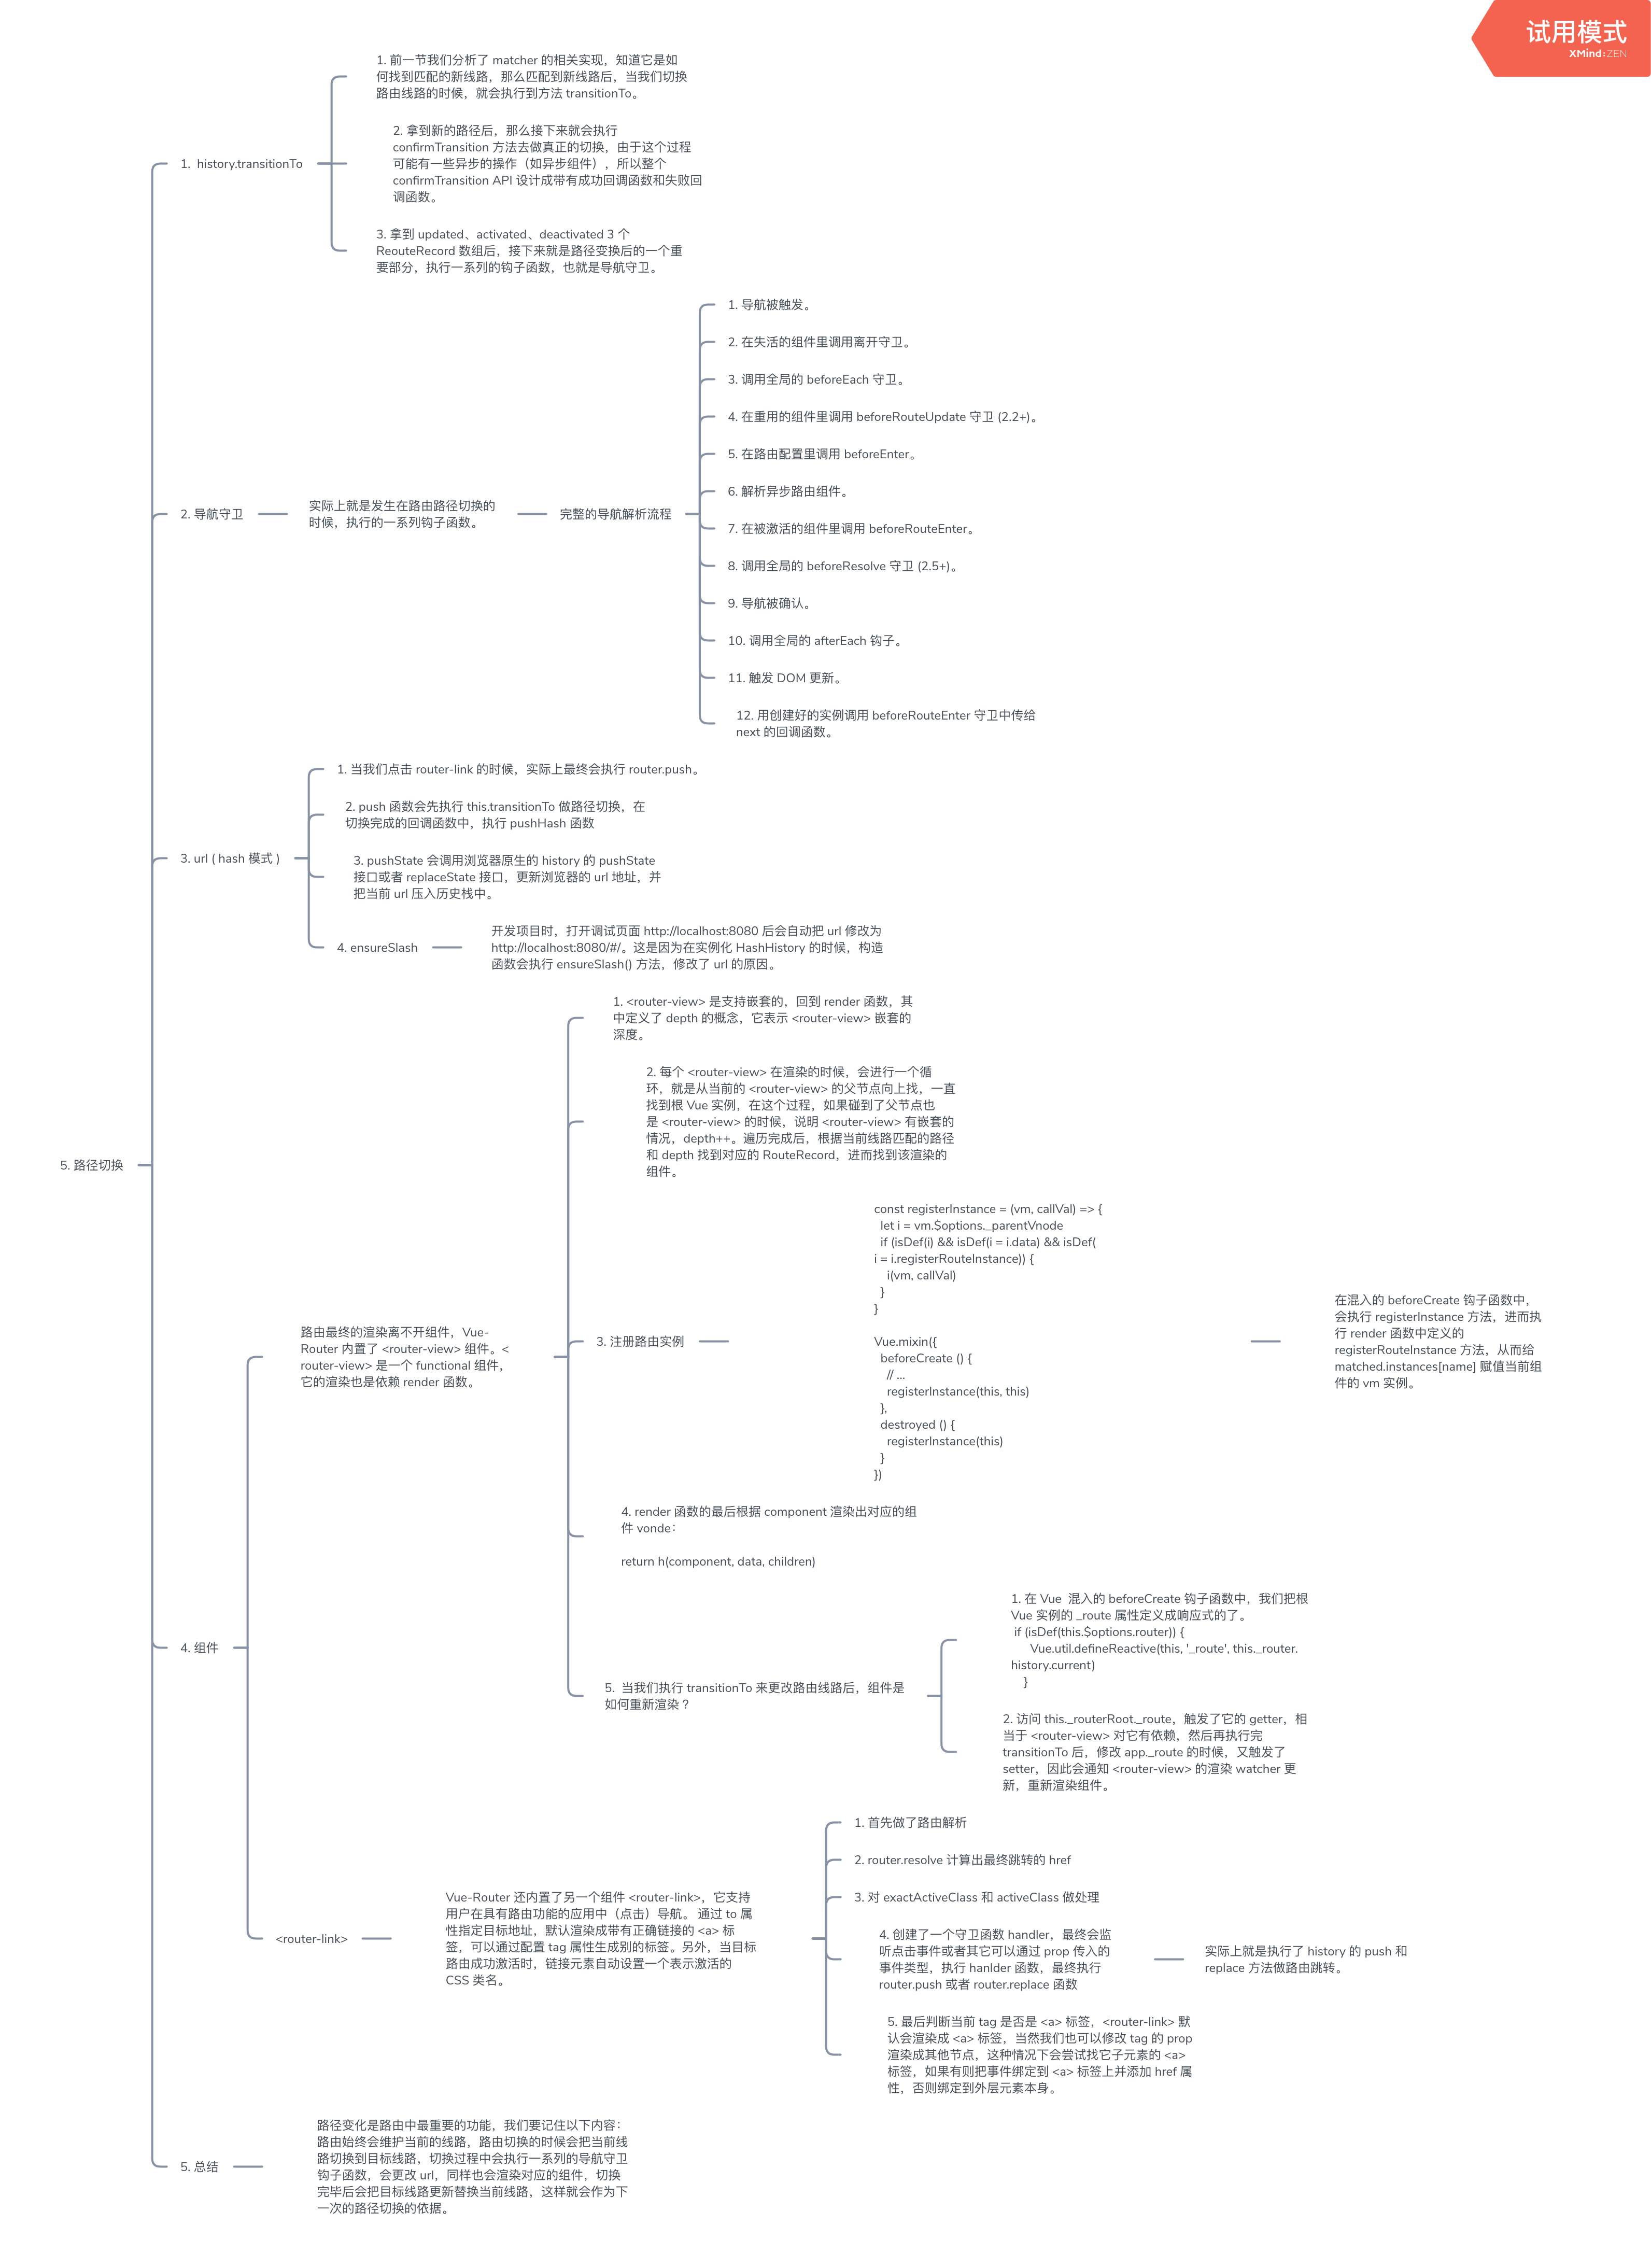 试用模式
XMind:ZEN
5. 路径切换
1. history.transitionTo
1. 前一节我们分析了 matcher 的相关实现，知道它是如
何找到匹配的新线路，那么匹配到新线路后，当我们切换
路由线路的时候，就会执行到方法 transitionTo。
2. 拿到新的路径后，那么接下来就会执行
confirmTransition 方法去做真正的切换，由于这个过程
可能有一些异步的操作（如异步组件），所以整个
confirmTransition API 设计成带有成功回调函数和失败回
调函数。
3. 拿到 updated、activated、deactivated 3 个
ReouteRecord 数组后，接下来就是路径变换后的一个重
要部分，执行一系列的钩子函数，也就是导航守卫。
2. 导航守卫
实际上就是发生在路由路径切换的
时候，执行的一系列钩子函数。
完整的导航解析流程
1. 导航被触发。
2. 在失活的组件里调用离开守卫。
3. 调用全局的 beforeEach 守卫。
4. 在重用的组件里调用 beforeRouteUpdate 守卫 (2.2+)。
5. 在路由配置里调用 beforeEnter。
6. 解析异步路由组件。
7. 在被激活的组件里调用 beforeRouteEnter。
8. 调用全局的 beforeResolve 守卫 (2.5+)。
9. 导航被确认。
10. 调用全局的 afterEach 钩子。
11. 触发 DOM 更新。
12. 用创建好的实例调用 beforeRouteEnter 守卫中传给
next 的回调函数。
3. url ( hash 模式 )
1. 当我们点击 router-link 的时候，实际上最终会执行 router.push。
2. push 函数会先执行 this.transitionTo 做路径切换，在
切换完成的回调函数中，执行 pushHash 函数
3. pushState 会调用浏览器原生的 history 的 pushState
接口或者 replaceState 接口，更新浏览器的 url 地址，并
把当前 url 压入历史栈中。
4. ensureSlash
开发项目时，打开调试页面 http://localhost:8080 后会自动把 url 修改为
http://localhost:8080/#/。这是因为在实例化 HashHistory 的时候，构造
函数会执行 ensureSlash() 方法，修改了 url 的原因。
4. 组件
路由最终的渲染离不开组件，Vue-
Router 内置了 <router-view> 组件。<
router-view> 是一个 functional 组件，
它的渲染也是依赖 render 函数。
1. <router-view> 是支持嵌套的，回到 render 函数，其
中定义了 depth 的概念，它表示 <router-view> 嵌套的
深度。
2. 每个 <router-view> 在渲染的时候，会进行一个循
环，就是从当前的 <router-view> 的父节点向上找，一直
找到根 Vue 实例，在这个过程，如果碰到了父节点也
是 <router-view> 的时候，说明 <router-view> 有嵌套的
情况，depth++。遍历完成后，根据当前线路匹配的路径
和 depth 找到对应的 RouteRecord，进而找到该渲染的
组件。
3. 注册路由实例
const registerInstance = (vm, callVal) => {
let i = vm.$options._parentVnode
if (isDef(i) && isDef(i = i.data) && isDef(
i = i.registerRouteInstance)) {
i(vm, callVal)
}
}
Vue.mixin({
beforeCreate () {
// ...
registerInstance(this, this)
},
destroyed () {
registerInstance(this)
}
})
在混入的 beforeCreate 钩子函数中，
会执行 registerInstance 方法，进而执
行 render 函数中定义的
registerRouteInstance 方法，从而给
matched.instances[name] 赋值当前组
件的 vm 实例。
4. render 函数的最后根据 component 渲染出对应的组
件 vonde：
return h(component, data, children)
5. 当我们执行 transitionTo 来更改路由线路后，组件是
如何重新渲染？
1. 在 Vue 混入的 beforeCreate 钩子函数中，我们把根
Vue 实例的 _route 属性定义成响应式的了。
if (isDef(this.$options.router)) {
Vue.util.defineReactive(this, '_route', this._router.
history.current)
}
2. 访问 this._routerRoot._route，触发了它的 getter，相
当于 <router-view> 对它有依赖，然后再执行完
transitionTo 后，修改 app._route 的时候，又触发了
setter，因此会通知 <router-view> 的渲染 watcher 更
新，重新渲染组件。
<router-link>
Vue-Router 还内置了另一个组件 <router-link>，它支持
用户在具有路由功能的应用中（点击）导航。 通过 to 属
性指定目标地址，默认渲染成带有正确链接的 <a> 标
签，可以通过配置 tag 属性生成别的标签。另外，当目标
路由成功激活时，链接元素自动设置一个表示激活的
CSS 类名。
1. 首先做了路由解析
2. router.resolve 计算出最终跳转的 href
3. 对 exactActiveClass 和 activeClass 做处理
4. 创建了一个守卫函数 handler，最终会监
听点击事件或者其它可以通过 prop 传入的
事件类型，执行 hanlder 函数，最终执行
router.push 或者 router.replace 函数
实际上就是执行了 history 的 push 和
replace 方法做路由跳转。
5. 最后判断当前 tag 是否是 <a> 标签，<router-link> 默
认会渲染成 <a> 标签，当然我们也可以修改 tag 的 prop
渲染成其他节点，这种情况下会尝试找它子元素的 <a>
标签，如果有则把事件绑定到 <a> 标签上并添加 href 属
性，否则绑定到外层元素本身。
5. 总结
路径变化是路由中最重要的功能，我们要记住以下内容：
路由始终会维护当前的线路，路由切换的时候会把当前线
路切换到目标线路，切换过程中会执行一系列的导航守卫
钩子函数，会更改 url，同样也会渲染对应的组件，切换
完毕后会把目标线路更新替换当前线路，这样就会作为下
一次的路径切换的依据。